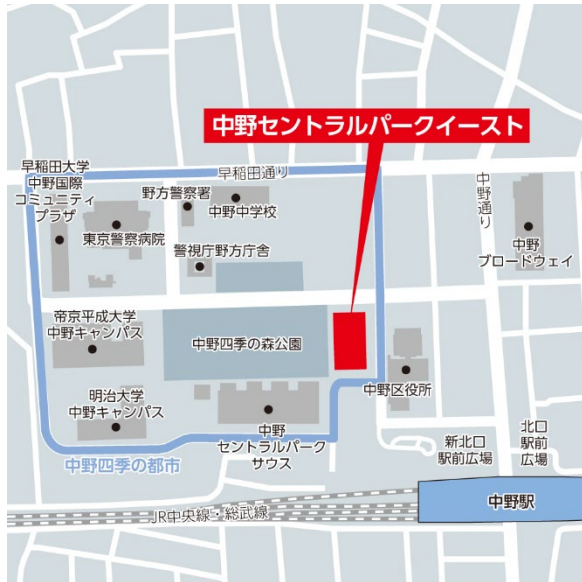 中野セントラルパークイースト
早稲田大学
中野国際
コミュニティ
プラザ
野方警察署
早稲田通り
中野中学校
東京警察病院
警視庁野方庁舎
中野通り
中野
ブロードウェイ
帝京平成大学
中野キャンパス
中野四季の森公園
中野区役所
明治大学
中野キャンパス
中野
セントラルパーク
サウス
新北口
駅前広場
北口
駅前
広場
中野四季の都市
中野駅
JR中央線・総武線